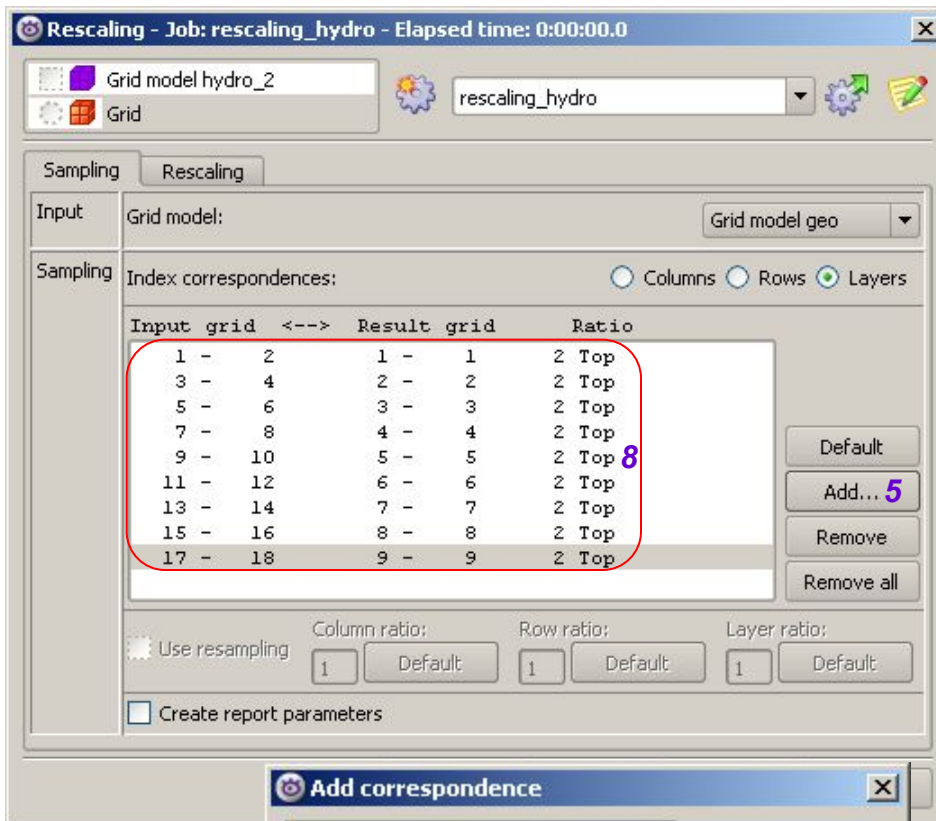 Rescaling - Job: rescaling_hydro - Elapsed time: 0:00:00.0
Grid model hydro_2
Grid
rescaling_hydro
Sampling Rescaling
Input Grid model: Grid model geo
Sampling Index correspondences: Columns Rows Layers
Input grid <--> Result grid Ratio
1 - 2 1 - 1 2 Top
3 - 4 2 - 2 2 Top
5 - 6 3 - 3 2 Top
7 - 8 4 - 4 2 Top
9 - 10 5 - 5 2 Top 8
11 - 12 6 - 6 2 Top
13 - 14 7 - 7 2 Top
15 - 16 8 - 8 2 Top
17 - 18 9 - 9 2 Top
Default
Add... 5
Remove
Remove all
Column ratio: Row ratio: Layer ratio:
Use resampling 1 Default 1 Default 1 Default
Create report parameters
Add correspondence